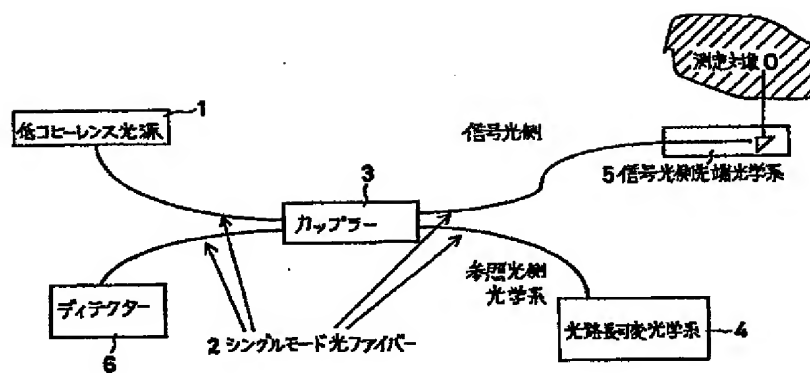 測定対象O
1
低コヒーレンス光源
信号光側
5 信号光側先端光学系
3
カップラー
参照光側
光学系
ディテクター
6
2 シングルモード光ファイバー
光路長可変光学系
4